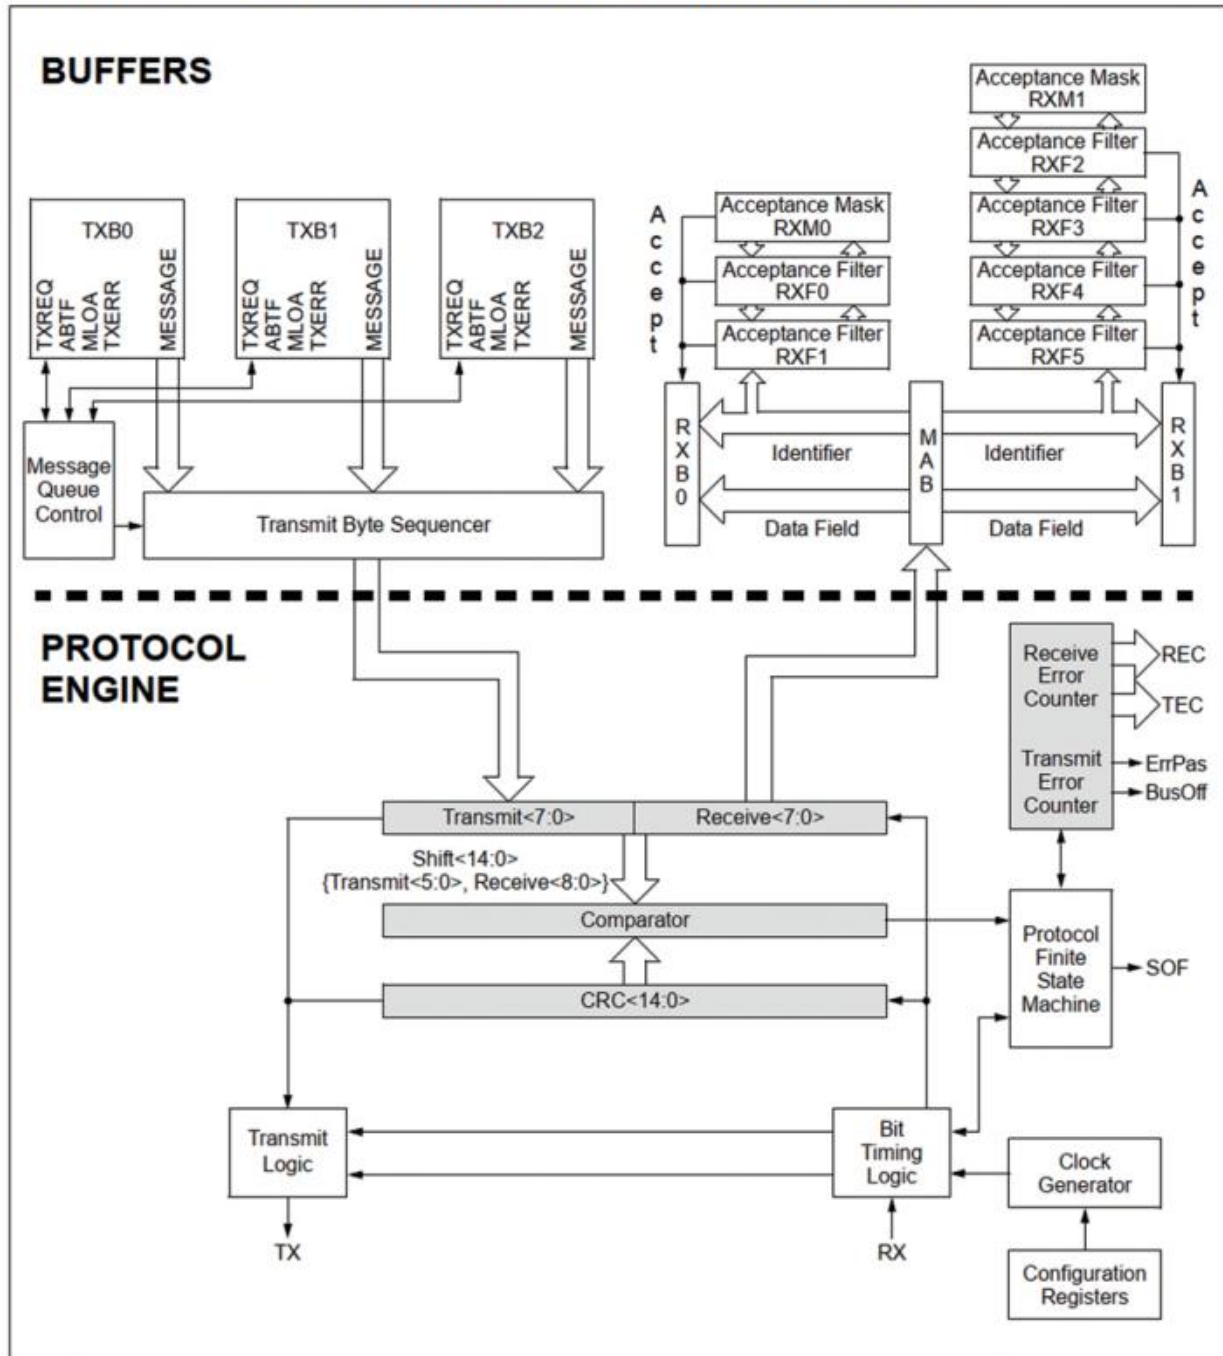 BUFFERS
Acceptance Mask
RXM1
Acceptance Filter
RXF2
Acceptance Filter
RXF3
Acceptance Filter
RXF4
Acceptance Filter
RXF5
Accept
Acceptance Mask
RXM0
Acceptance Filter
RXF0
Acceptance Filter
RXF1
Accept
TXB0
TXREQ
ABTF
MLOA
TXERR
MESSAGE
TXB1
TXREQ
ABTF
MLOA
TXERR
MESSAGE
TXB2
TXREQ
ABTF
MLOA
TXERR
MESSAGE
Message
Queue
Control
Transmit Byte Sequencer
RXB0
Identifier
Data Field
MAB
Identifier
Data Field
RXB1
PROTOCOL
ENGINE
Receive
Error
Counter
REC
TEC
Transmit
Error
Counter
ErrPas
BusOff
Transmit<7:0>
Receive<7:0>
Shift<14:0>
{Transmit<5:0>, Receive<8:0>}
Comparator
CRC<14:0>
Protocol
Finite
State
Machine
SOF
Transmit
Logic
Bit
Timing
Logic
Clock
Generator
TX
RX
Configuration
Registers